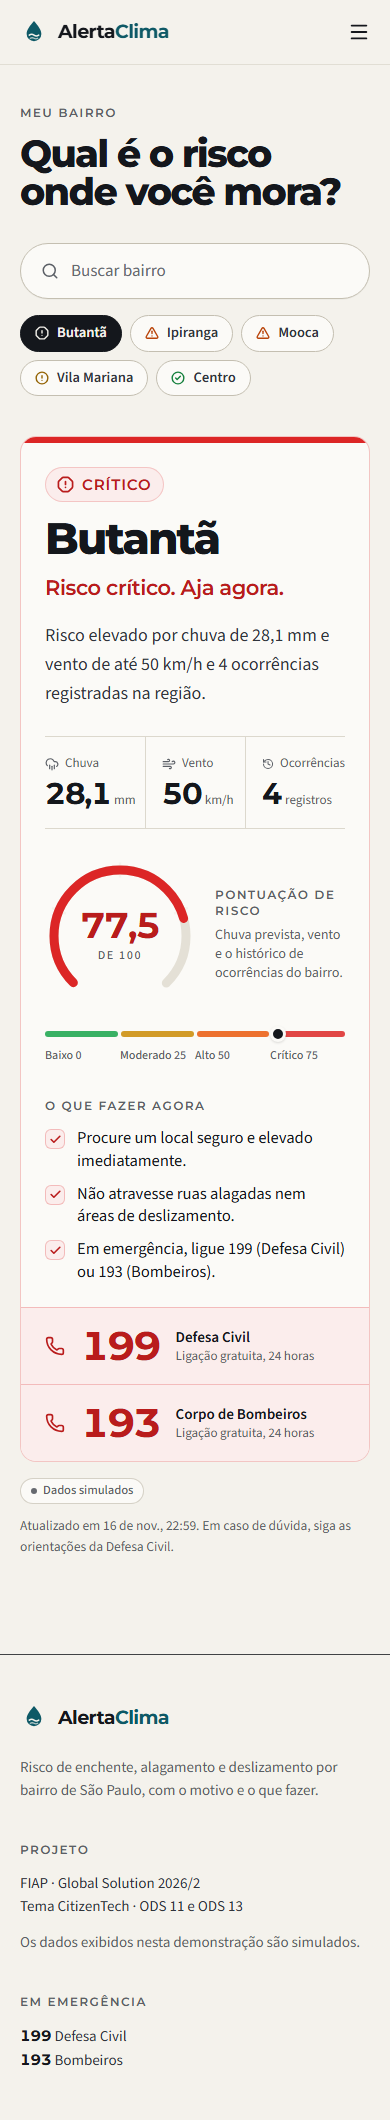 AlertaClima
MEU BAIRRO
Qual é o risco
onde você mora?
Buscar bairro
Butantã
Ipiranga
Mooca
Vila Mariana
Centro
CRÍTICO
Butantã
Risco crítico. Aja agora.
Risco elevado por chuva de 28,1 mm e
vento de até 50 km/h e 4 ocorrências
registradas na região.
Chuva
28,1 mm
Vento
50 km/h
Ocorrências
4 registros
77,5
DE 100
PONTUAÇÃO DE
RISCO
Chuva prevista, vento
e o histórico de
ocorrências do bairro.
Baixo 0
Moderado 25
Alto 50
Crítico 75
O QUE FAZER AGORA
Procure um local seguro e elevado
imediatamente.
Não atravesse ruas alagadas nem
áreas de deslizamento.
Em emergência, ligue 199 (Defesa Civil)
ou 193 (Bombeiros).
199
Defesa Civil
Ligação gratuita, 24 horas
193
Corpo de Bombeiros
Ligação gratuita, 24 horas
Dados simulados
Atualizado em 16 de nov., 22:59. Em caso de dúvida, siga as
orientações da Defesa Civil.
AlertaClima
Risco de enchente, alagamento e deslizamento por
bairro de São Paulo, com o motivo e o que fazer.
PROJETO
FIAP · Global Solution 2026/2
Tema CitizenTech · ODS 11 e ODS 13
Os dados exibidos nesta demonstração são simulados.
EM EMERGÊNCIA
199 Defesa Civil
193 Bombeiros